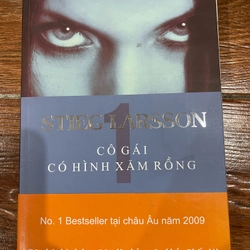 STIEG LARSSON
1
CÔ GÁI
CÓ HÌNH XĂM RỒNG
No. 1 Bestseller tại châu Âu năm 2009